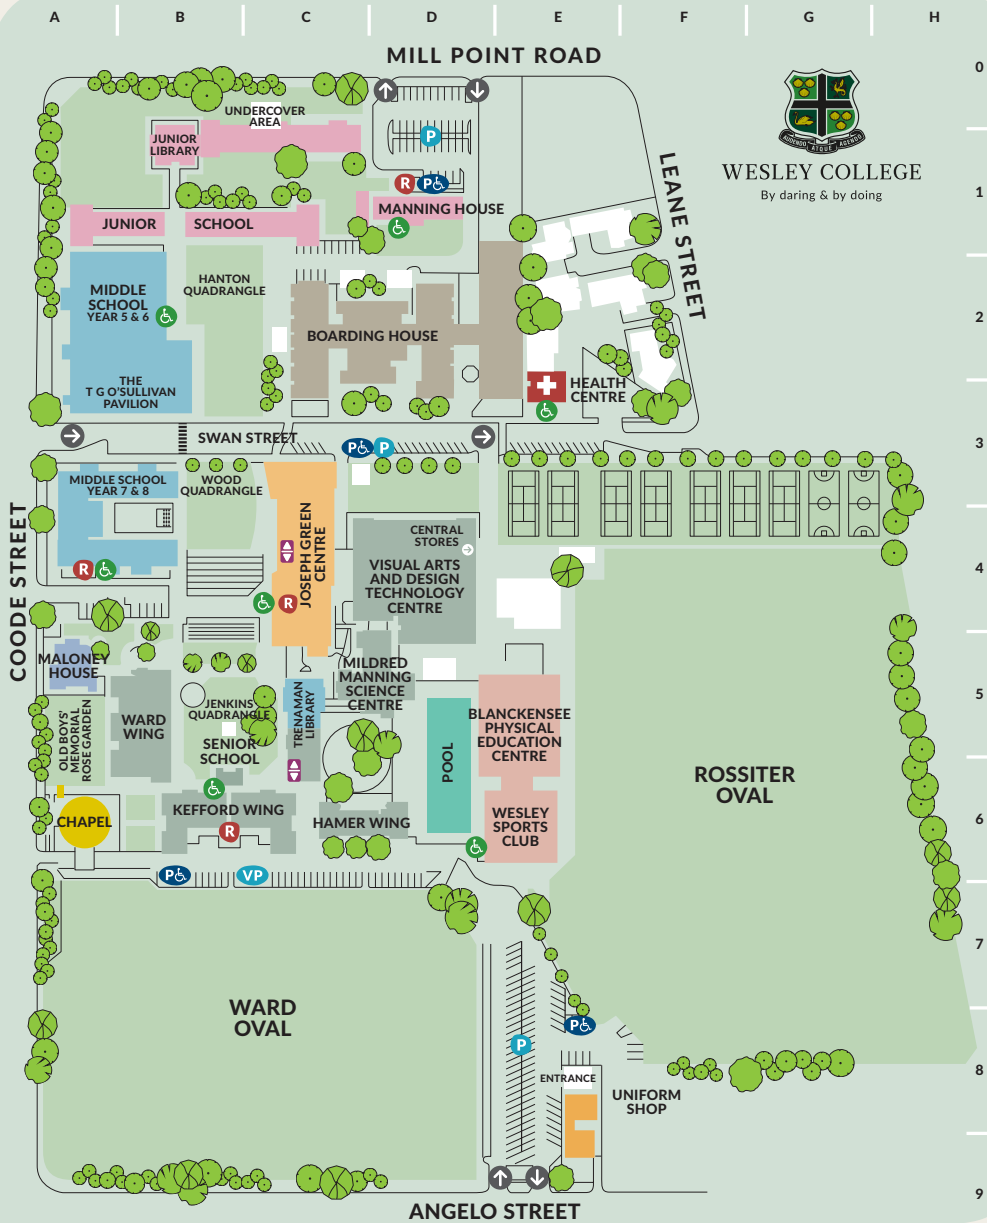 A B C D E F G H
0
1
2
3
4
5
6
7
8
9
MILL POINT ROAD
WESLEY COLLEGE
By daring & by doing
AUDENDO ATQUE AGENDO
LEANE STREET
UNDERCOVER
AREA
JUNIOR
LIBRARY
P
R
P
MANNING HOUSE
JUNIOR SCHOOL
MIDDLE
SCHOOL
YEAR 5 & 6
HANTON
QUADRANGLE
BOARDING HOUSE
THE
T G O'SULLIVAN
PAVILION
HEALTH
CENTRE
SWAN STREET
P
P
COODE STREET
MIDDLE SCHOOL
YEAR 7 & 8
WOOD
QUADRANGLE
R
JOSEPH GREEN
CENTRE
R
CENTRAL
STORES
VISUAL ARTS
AND DESIGN
TECHNOLOGY
CENTRE
MALONEY
HOUSE
MILDRED
MANNING
SCIENCE
CENTRE
OLD BOYS'
MEMORIAL
ROSE GARDEN
WARD
WING
JENKINS
QUADRANGLE
SENIOR
SCHOOL
TRENAMAN
LIBRARY
POOL
BLANCKENSEE
PHYSICAL
EDUCATION
CENTRE
ROSSITER
OVAL
CHAPEL
KEFFORD WING
R
HAMER WING
WESLEY
SPORTS
CLUB
P
VP
WARD
OVAL
P
P
ENTRANCE
UNIFORM
SHOP
ANGELO STREET